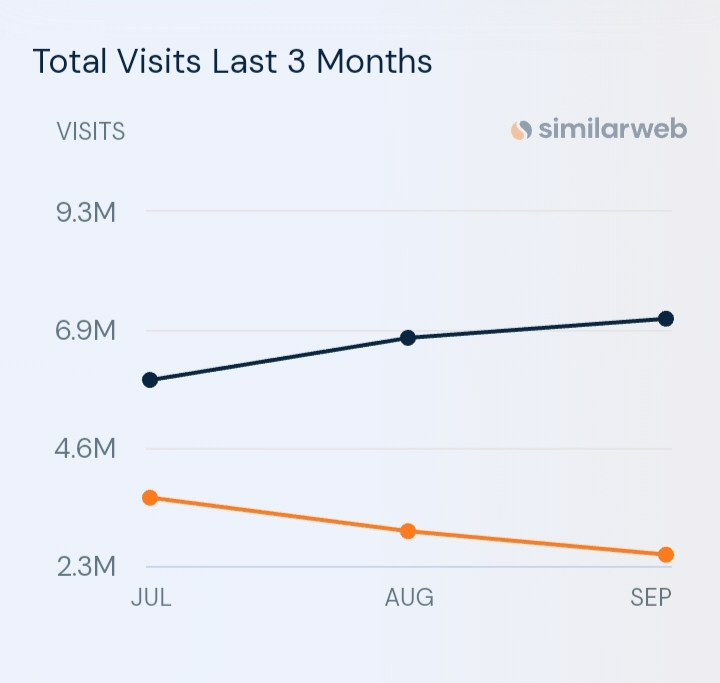 Total Visits Last 3 Months
VISITS
similarweb
9.3M
6.9M
4.6M
2.3M
JUL AUG SEP